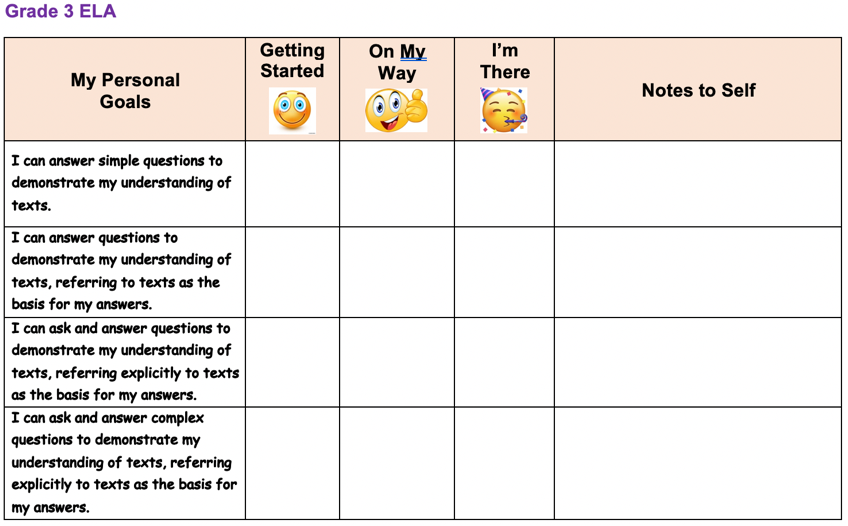 Grade 3 ELA
My Personal
Goals
Getting
Started
On My
Way
I'm
There
Notes to Self
I can answer simple questions to
demonstrate my understanding of
texts.
I can answer questions to
demonstrate my understanding of
texts, referring to texts as the
basis for my answers.
I can ask and answer questions to
demonstrate my understanding of
texts, referring explicitly to texts
as the basis for my answers.
I can ask and answer complex
questions to demonstrate my
understanding of texts, referring
explicitly to texts as the basis for
my answers.